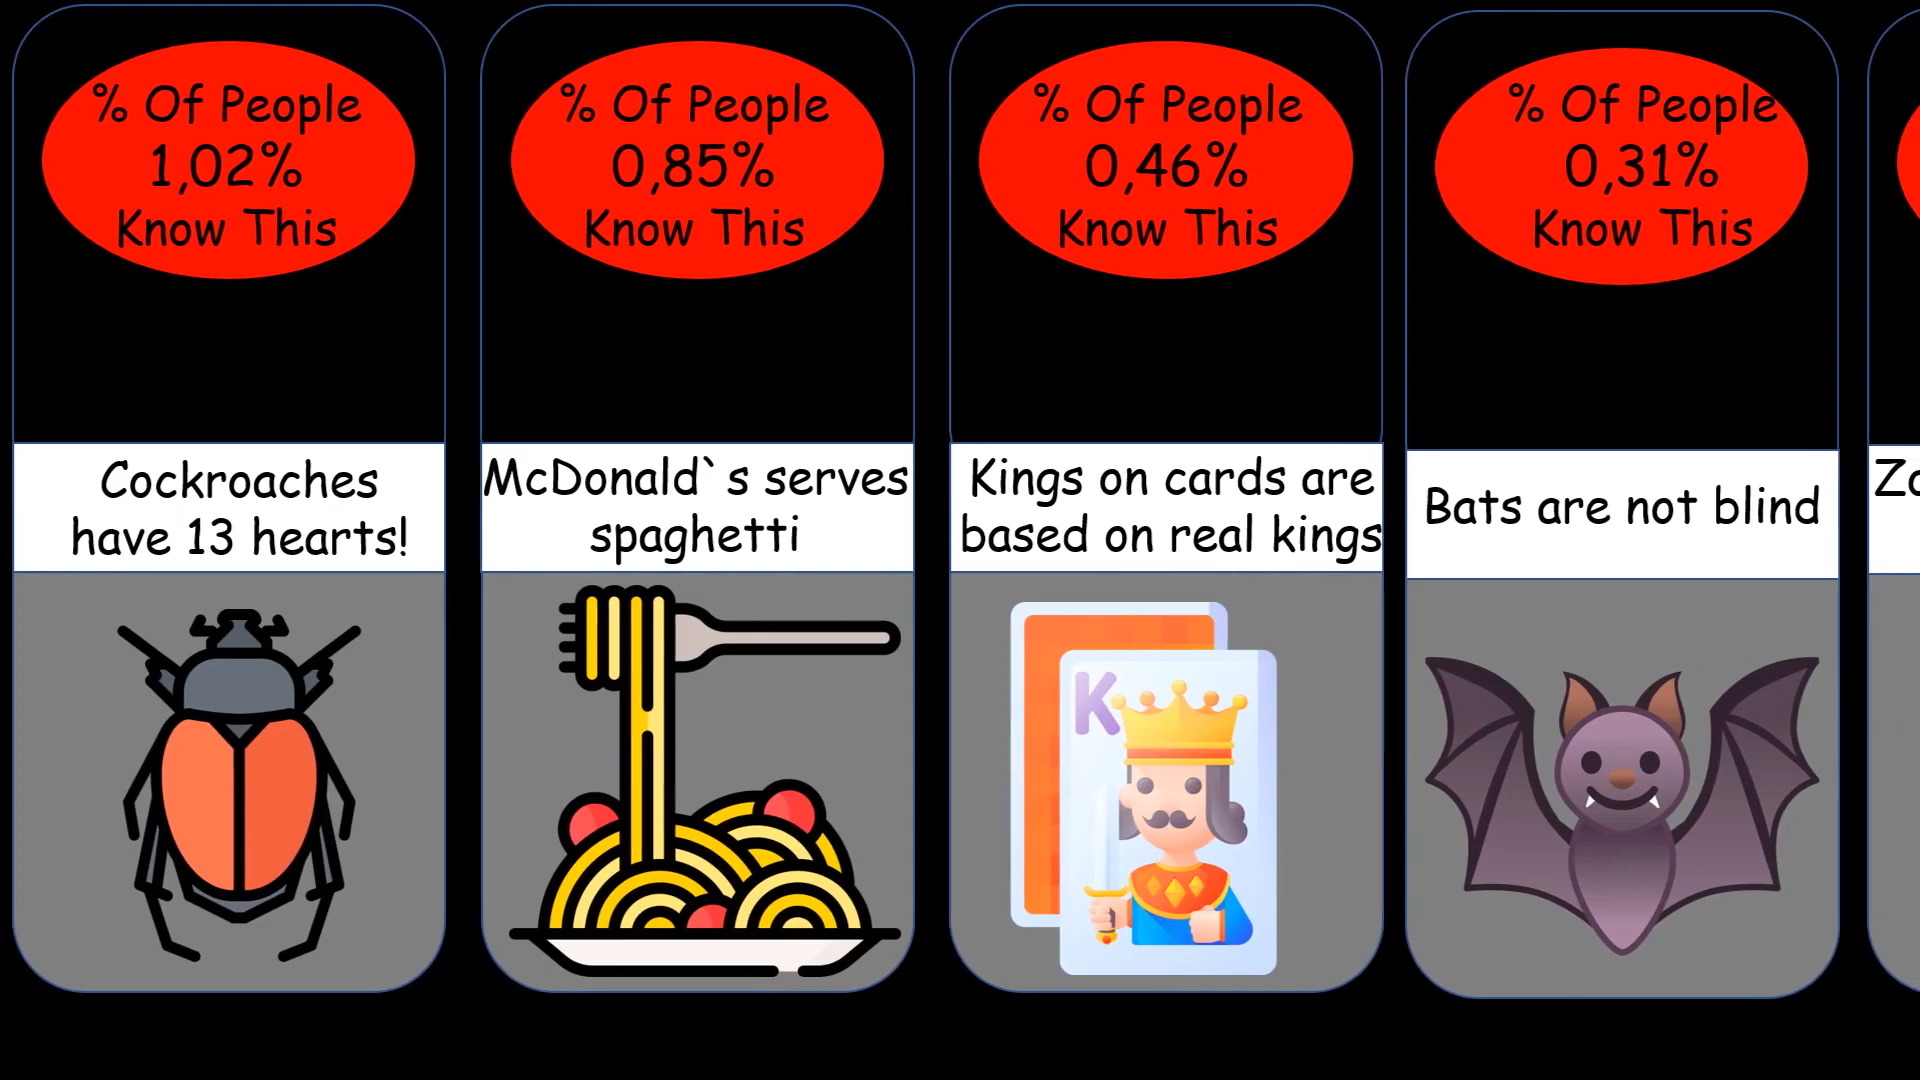 % Of People
1,02%
Know This
Cockroaches
have 13 hearts!
% Of People
0,85%
Know This
McDonald`s serves
spaghetti
% Of People
0,46%
Know This
Kings on cards are
based on real kings
K
% Of People
0,31%
Know This
Bats are not blind